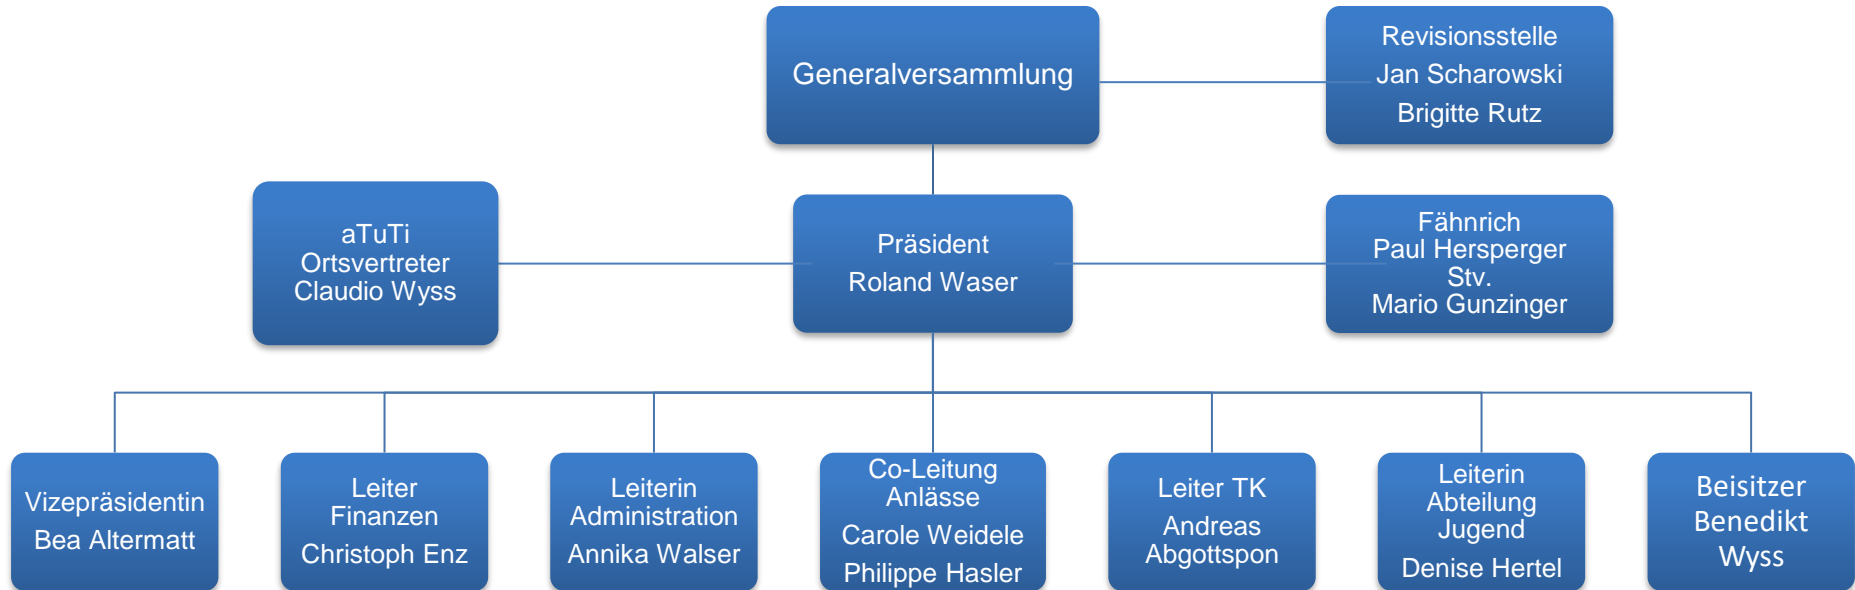 Generalversammlung
Revisionsstelle
Jan Scharowski
Brigitte Rutz
aTuTi
Ortsvertreter
Claudio Wyss
Präsident
Roland Waser
Fähnrich
Paul Hersperger
Stv.
Mario Gunzinger
Vizepräsidentin
Bea Altermatt
Leiter
Finanzen
Christoph Enz
Leiterin
Administration
Annika Walser
Co-Leitung
Anlässe
Carole Weidele
Philippe Hasler
Leiter TK
Andreas
Abgottspon
Leiterin
Abteilung
Jugend
Denise Hertel
Beisitzer
Benedikt
Wyss